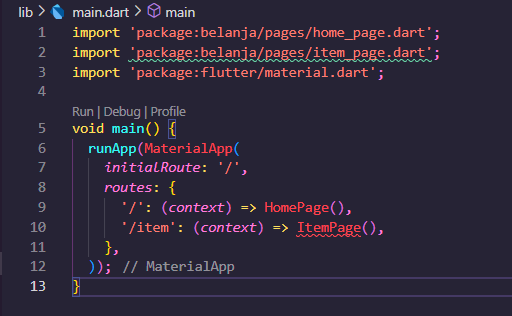 lib > main.dart > main
1 import 'package:belanja/pages/home_page.dart';
2 import 'package:belanja/pages/item_page.dart';
3 import 'package:flutter/material.dart';
4
Run | Debug | Profile
5 void main() {
6   runApp(MaterialApp(
7     initialRoute: '/',
8     routes: {
9       '/': (context) => HomePage(),
10       '/item': (context) => ItemPage(),
11     },
12   )); // MaterialApp
13 }